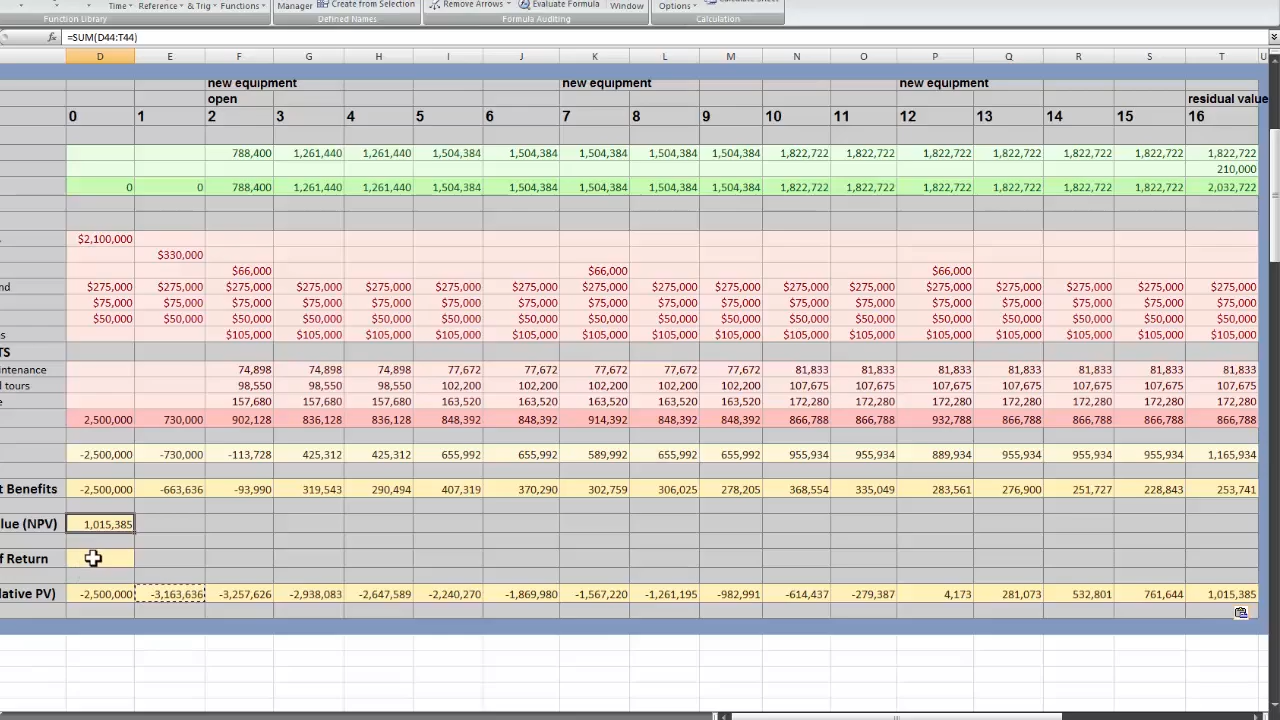 Time Reference & Trig Functions Manager Create from Selection Remove Arrows Evaluate Formula Window Options Calculate Sheet
Function Library Defined Names Formula Auditing Calculation
fx =SUM(D44:T44)
D E F G H I J K L M N O P Q R S T U
new equipment new equipment new equipment
open residual value
0 1 2 3 4 5 6 7 8 9 10 11 12 13 14 15 16
788,400 1,261,440 1,261,440 1,504,384 1,504,384 1,504,384 1,504,384 1,504,384 1,822,722 1,822,722 1,822,722 1,822,722 1,822,722 1,822,722 1,822,722
210,000
0 0 788,400 1,261,440 1,261,440 1,504,384 1,504,384 1,504,384 1,504,384 1,504,384 1,822,722 1,822,722 1,822,722 1,822,722 1,822,722 1,822,722 2,032,722
$2,100,000
$330,000
$66,000 $66,000 $66,000
nd $275,000 $275,000 $275,000 $275,000 $275,000 $275,000 $275,000 $275,000 $275,000 $275,000 $275,000 $275,000 $275,000 $275,000 $275,000 $275,000 $275,000
$75,000 $75,000 $75,000 $75,000 $75,000 $75,000 $75,000 $75,000 $75,000 $75,000 $75,000 $75,000 $75,000 $75,000 $75,000 $75,000 $75,000
$50,000 $50,000 $50,000 $50,000 $50,000 $50,000 $50,000 $50,000 $50,000 $50,000 $50,000 $50,000 $50,000 $50,000 $50,000 $50,000 $50,000
s $105,000 $105,000 $105,000 $105,000 $105,000 $105,000 $105,000 $105,000 $105,000 $105,000 $105,000 $105,000 $105,000 $105,000 $105,000
TS
intenance 74,898 74,898 74,898 77,672 77,672 77,672 77,672 77,672 81,833 81,833 81,833 81,833 81,833 81,833 81,833
l tours 98,550 98,550 98,550 102,200 102,200 102,200 102,200 102,200 107,675 107,675 107,675 107,675 107,675 107,675 107,675
e 157,680 157,680 157,680 163,520 163,520 163,520 163,520 163,520 172,280 172,280 172,280 172,280 172,280 172,280 172,280
2,500,000 730,000 902,128 836,128 836,128 848,392 848,392 914,392 848,392 848,392 866,788 866,788 932,788 866,788 866,788 866,788 866,788
-2,500,000 -730,000 -113,728 425,312 425,312 655,992 655,992 589,992 655,992 655,992 955,934 955,934 889,934 955,934 955,934 955,934 1,165,934
t Benefits -2,500,000 -663,636 -93,990 319,543 290,494 407,319 370,290 302,759 306,025 278,205 368,554 335,049 283,561 276,900 251,727 228,843 253,741
lue (NPV) 1,015,385
f Return
lative PV) -2,500,000 -3,163,636 -3,257,626 -2,938,083 -2,647,589 -2,240,270 -1,869,980 -1,567,220 -1,261,195 -982,991 -614,437 -279,387 4,173 281,073 532,801 761,644 1,015,385